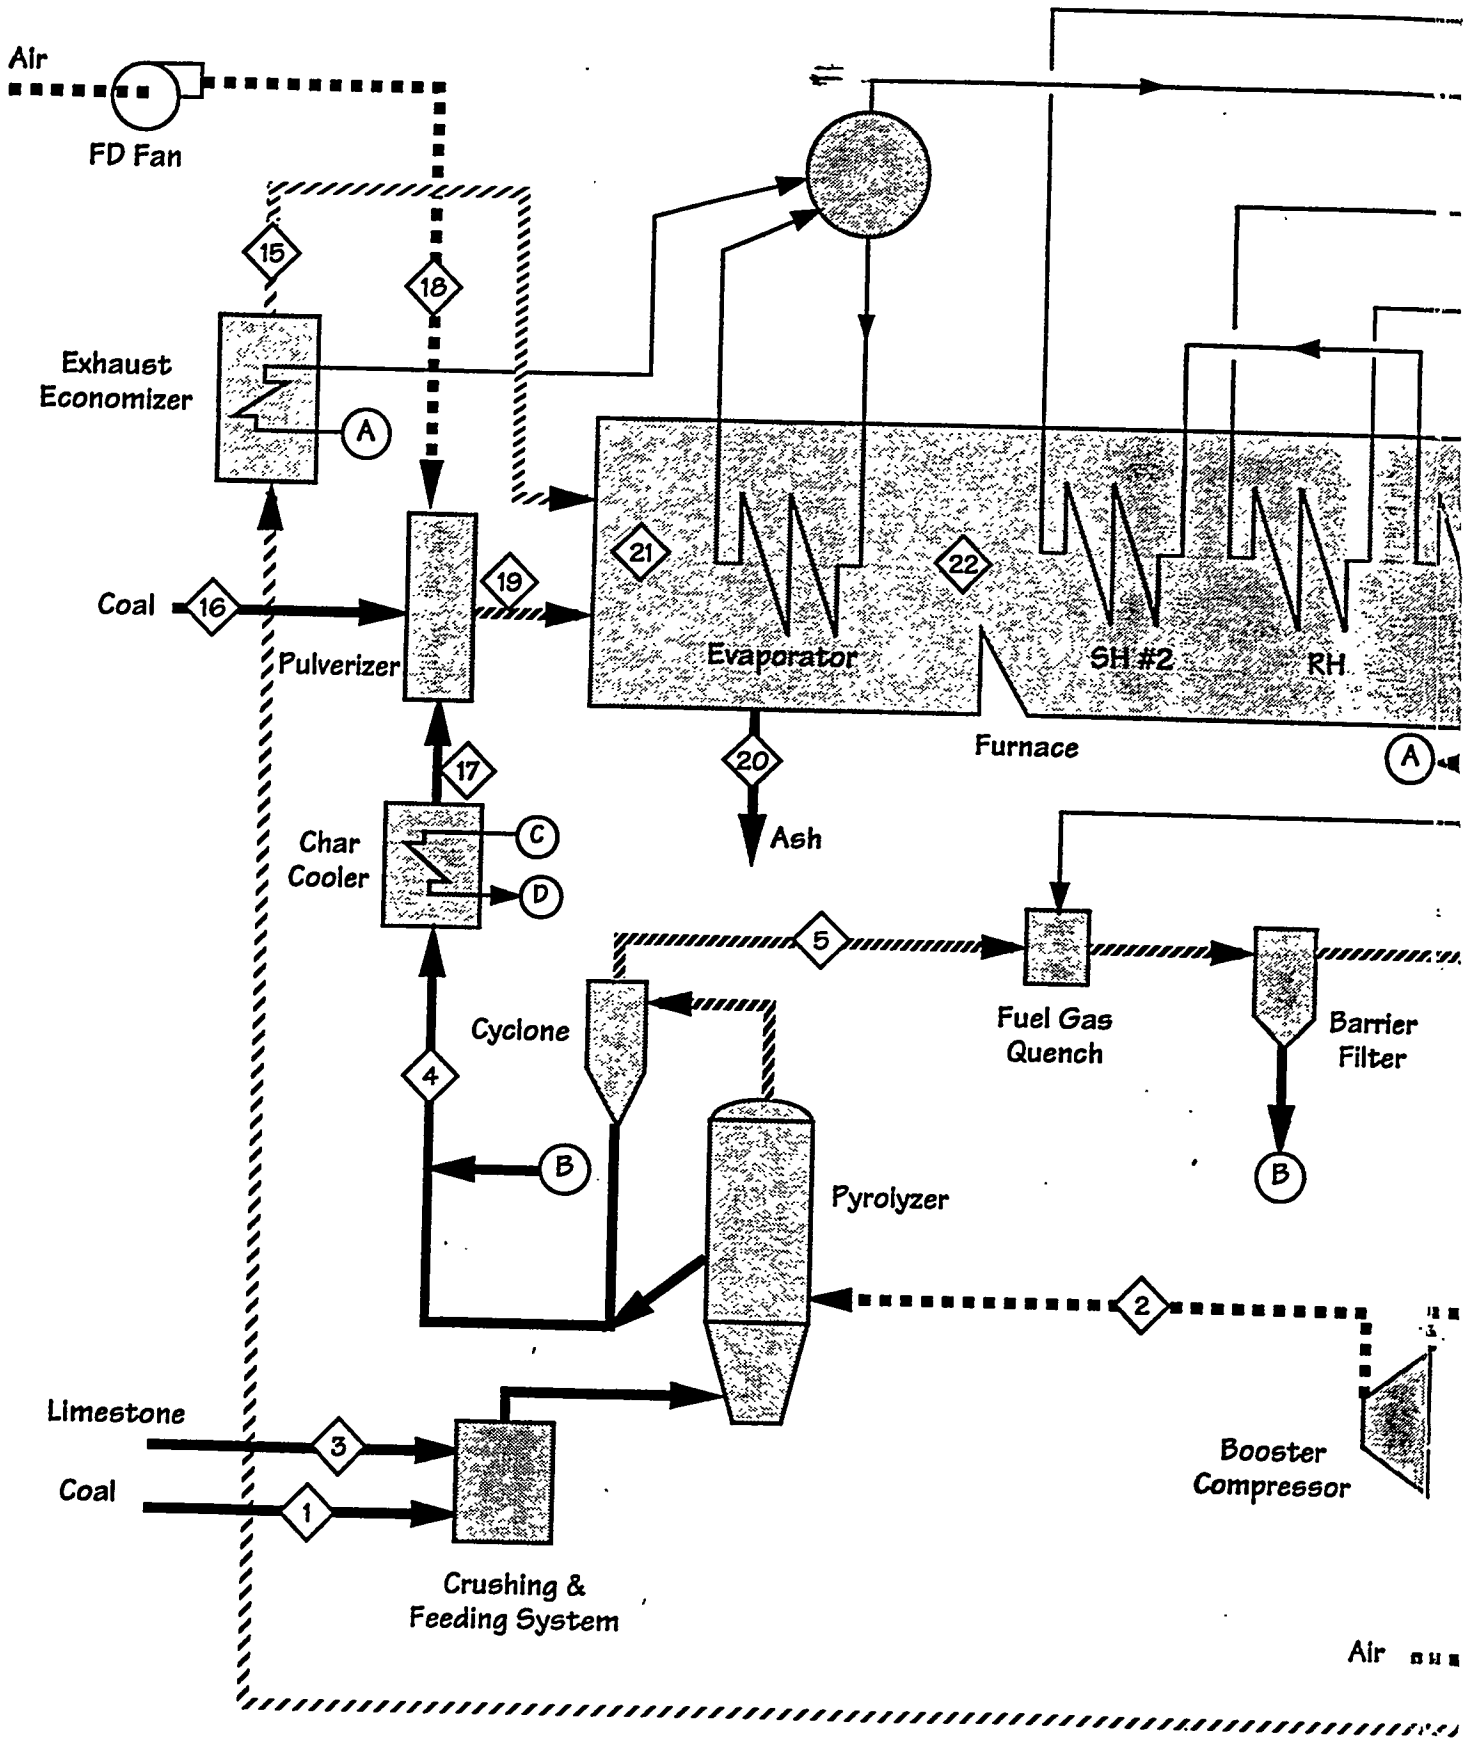 Air
FD Fan
15
18
Exhaust
Economizer
A
21
22
19
Coal
16
Pulverizer
Evaporator
SH #2
RH
Furnace
20
A
17
Char
Cooler
C
D
Ash
5
Cyclone
Fuel Gas
Quench
Barrier
Filter
4
B
B
Pyrolyzer
2
Limestone
3
Coal
1
Booster
Compressor
Crushing &
Feeding System
Air